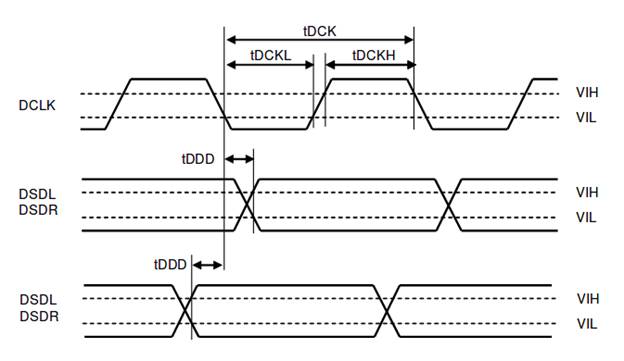 tDCK
tDCKL tDCKH
DCLK
VIH
VIL
tDDD
DSDL
DSDR
VIH
VIL
tDDD
DSDL
DSDR
VIH
VIL